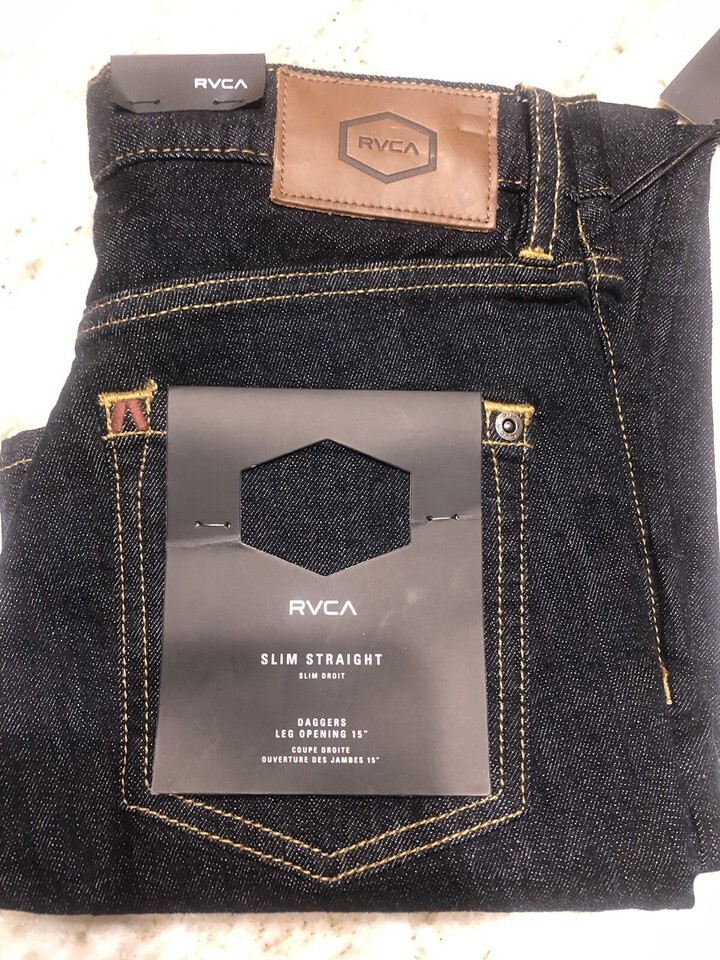 RVCA
RVCA
RVCA
SLIM STRAIGHT
SLIM DROIT
DAGGERS
LEG OPENING 15"
COUPE DROITE
OUVERTURE DES JAMBES 15"